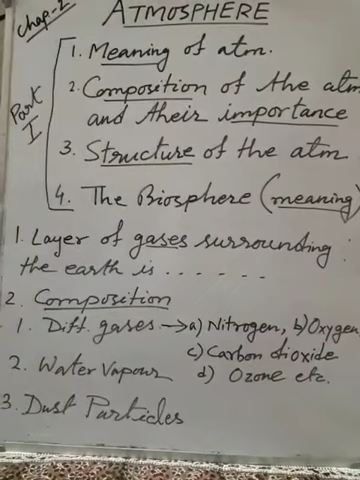 Chap-2
ATMOSPHERE
Part I
1. Meaning of atm.
2. Composition of the atm
and their importance
3. Structure of the atm
4. The Biosphere (meaning)
1. Layer of gases surrounding
the earth is . . . . . .
2. Composition
1. Diff. gases → a) Nitrogen, b) Oxygen
c) Carbon dioxide
2. Water Vapour d) Ozone etc.
3. Dust Particles